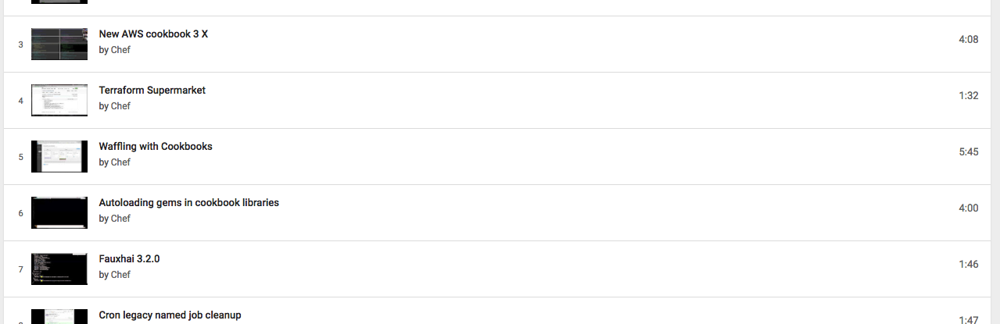 3
New AWS cookbook 3 X
by Chef
4:08
4
Terraform Supermarket
by Chef
1:32
5
Waffling with Cookbooks
by Chef
5:45
6
Autoloading gems in cookbook libraries
by Chef
4:00
7
Fauxhai 3.2.0
by Chef
1:46
Cron legacy named job cleanup
1:47